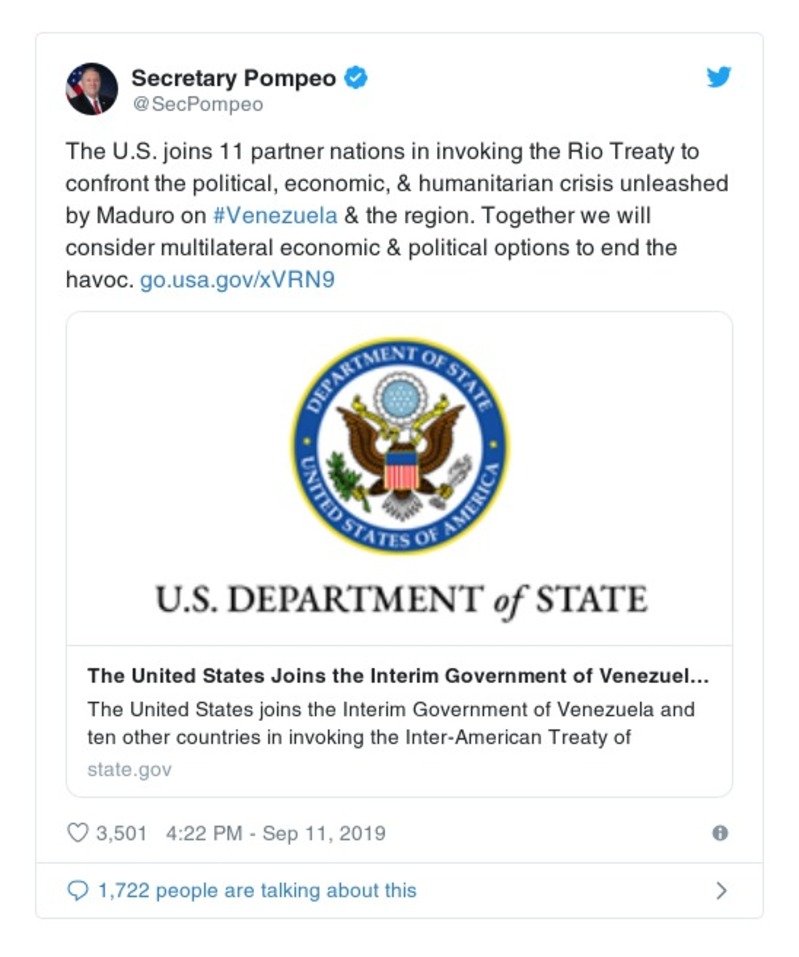 Secretary Pompeo
@SecPompeo
The U.S. joins 11 partner nations in invoking the Rio Treaty to
confront the political, economic, & humanitarian crisis unleashed
by Maduro on #Venezuela & the region. Together we will
consider multilateral economic & political options to end the
havoc. go.usa.gov/xVRN9
DEPARTMENT OF STATE
UNITED STATES OF AMERICA
U.S. DEPARTMENT of STATE
The United States Joins the Interim Government of Venezuel...
The United States joins the Interim Government of Venezuela and
ten other countries in invoking the Inter-American Treaty of
state.gov
3,501 4:22 PM - Sep 11, 2019
1,722 people are talking about this